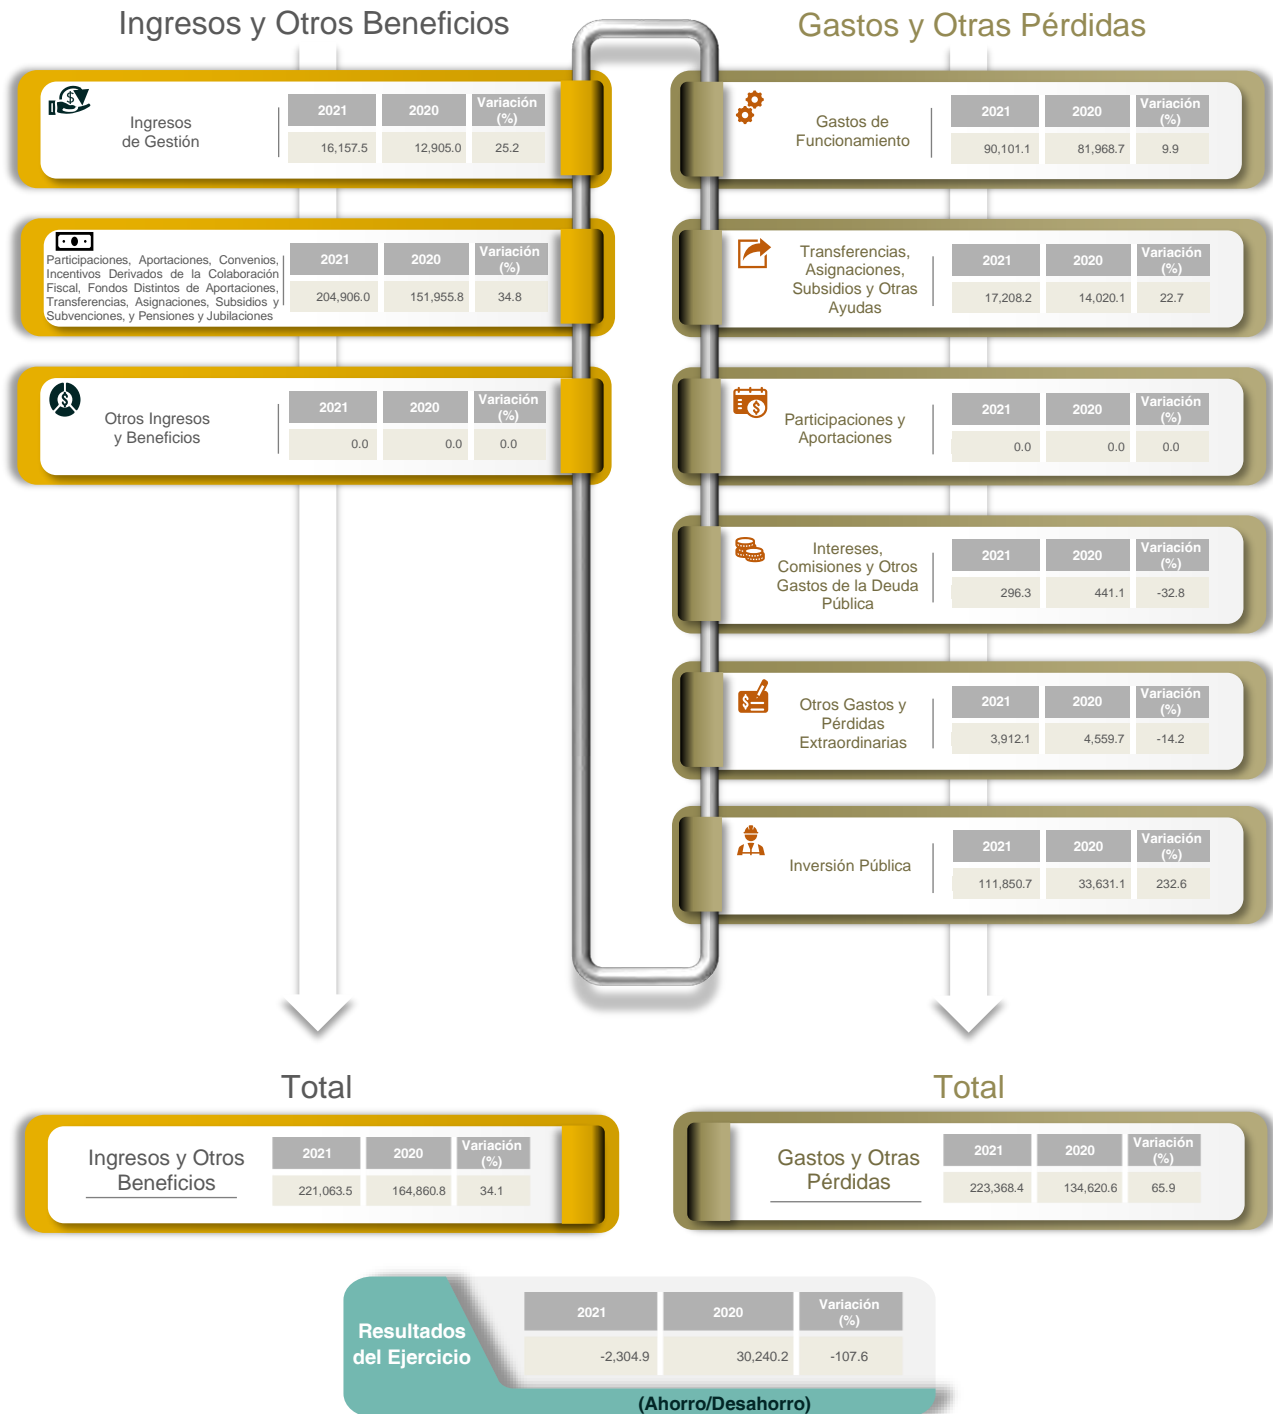 Ingresos y Otros Beneficios
Ingresos
de Gestión
2021 2020 Variación (%)
16,157.5 12,905.0 25.2
Participaciones, Aportaciones, Convenios,
Incentivos Derivados de la Colaboración
Fiscal, Fondos Distintos de Aportaciones,
Transferencias, Asignaciones, Subsidios y
Subvenciones, y Pensiones y Jubilaciones
2021 2020 Variación (%)
204,906.0 151,955.8 34.8
Otros Ingresos
y Beneficios
2021 2020 Variación (%)
0.0 0.0 0.0
Gastos y Otras Pérdidas
Gastos de
Funcionamiento
2021 2020 Variación (%)
90,101.1 81,968.7 9.9
Transferencias,
Asignaciones,
Subsidios y Otras
Ayudas
2021 2020 Variación (%)
17,208.2 14,020.1 22.7
Participaciones y
Aportaciones
2021 2020 Variación (%)
0.0 0.0 0.0
Intereses,
Comisiones y Otros
Gastos de la Deuda
Pública
2021 2020 Variación (%)
296.3 441.1 -32.8
Otros Gastos y
Pérdidas
Extraordinarias
2021 2020 Variación (%)
3,912.1 4,559.7 -14.2
Inversión Pública
2021 2020 Variación (%)
111,850.7 33,631.1 232.6
Total
Ingresos y Otros
Beneficios
2021 2020 Variación (%)
221,063.5 164,860.8 34.1
Total
Gastos y Otras
Pérdidas
2021 2020 Variación (%)
223,368.4 134,620.6 65.9
Resultados
del Ejercicio
2021 2020 Variación (%)
-2,304.9 30,240.2 -107.6
(Ahorro/Desahorro)